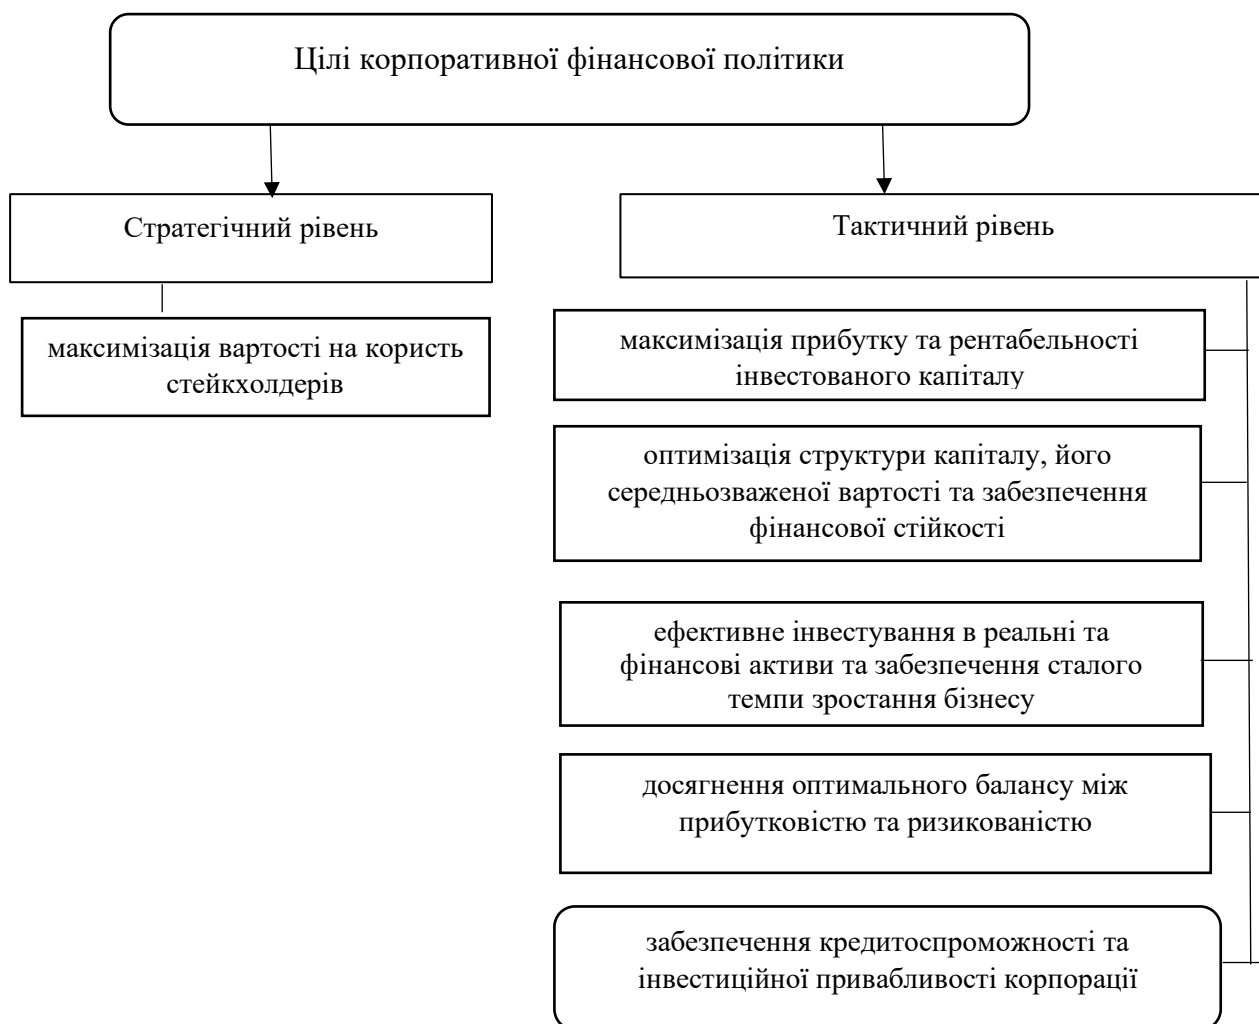 Цілі корпоративної фінансової політики
Стратегічний рівень
максимізація вартості на користь
стейкхолдерів
Тактичний рівень
максимізація прибутку та рентабельності
інвестованого капіталу
оптимізація структури капіталу, його
середньозваженої вартості та забезпечення
фінансової стійкості
ефективне інвестування в реальні та
фінансові активи та забезпечення сталого
темпи зростання бізнесу
досягнення оптимального балансу між
прибутковістю та ризикованістю
забезпечення кредитоспроможності та
інвестиційної привабливості корпорації